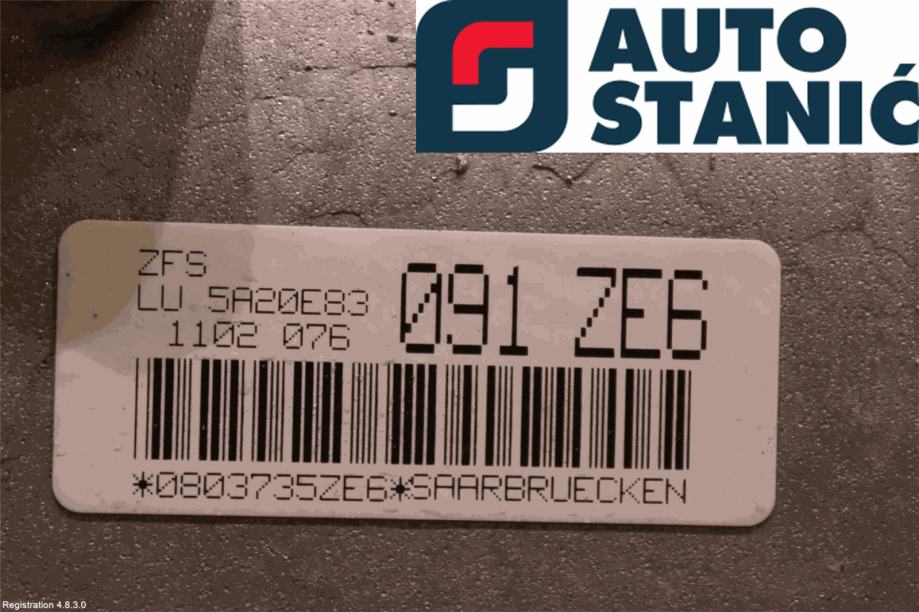 AUTO
STANIĆ
ZFS
LU 5A20E83
1102 076
091 ZE6
*0803735ZE6*SAARBRUECKEN
Registration 4.8.3.0